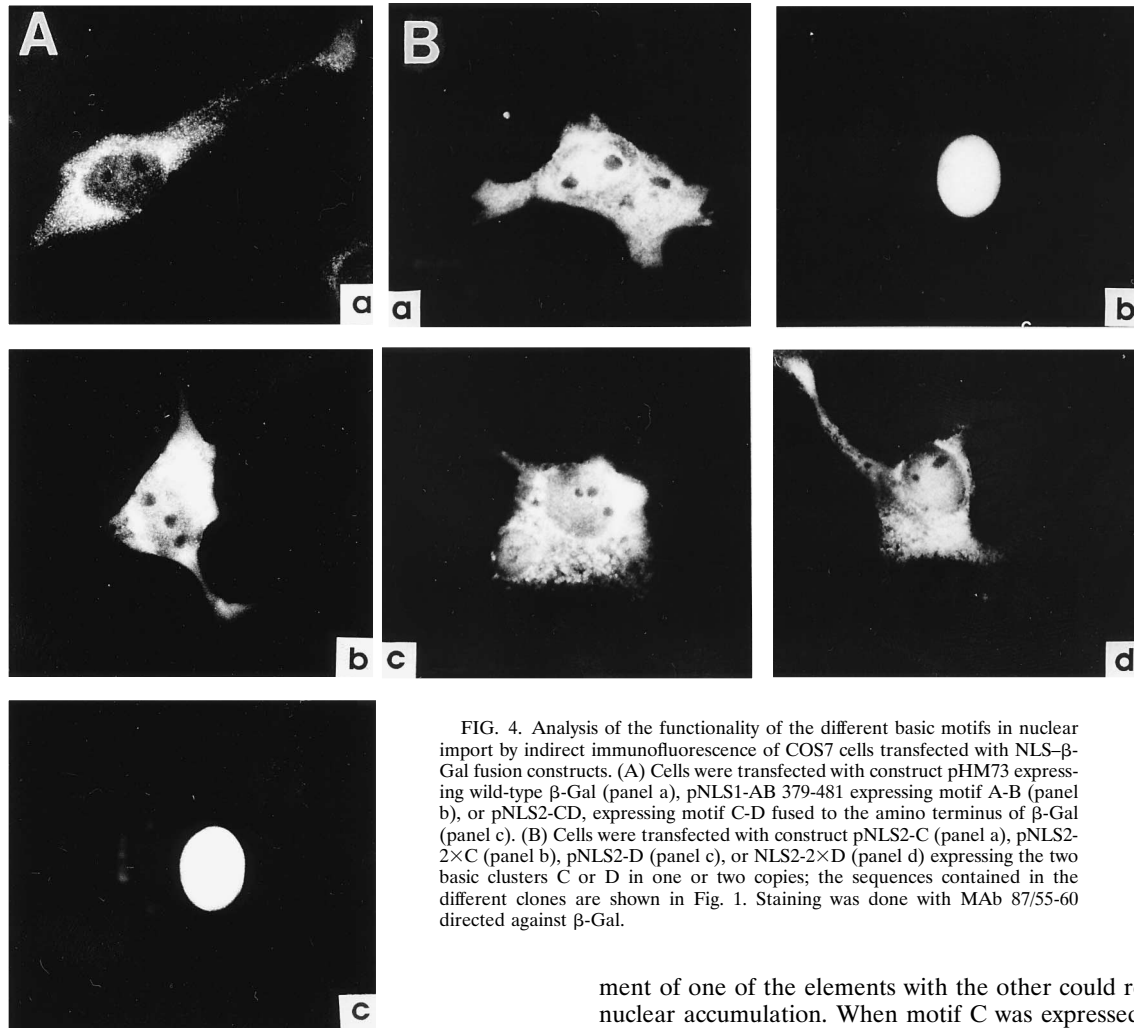 A
B
a
a
b
b
c
d
c
FIG. 4. Analysis of the functionality of the different basic motifs in nuclear
import by indirect immunofluorescence of COS7 cells transfected with NLS–β-
Gal fusion constructs. (A) Cells were transfected with construct pHM73 express-
ing wild-type β-Gal (panel a), pNLS1-AB 379-481 expressing motif A-B (panel
b), or pNLS2-CD, expressing motif C-D fused to the amino terminus of β-Gal
(panel c). (B) Cells were transfected with construct pNLS2-C (panel a), pNLS2-
2×C (panel b), pNLS2-D (panel c), or NLS2-2×D (panel d) expressing the two
basic clusters C or D in one or two copies; the sequences contained in the
different clones are shown in Fig. 1. Staining was done with MAb 87/55-60
directed against β-Gal.
ment of one of the elements with the other could r
nuclear accumulation. When motif C was expressed